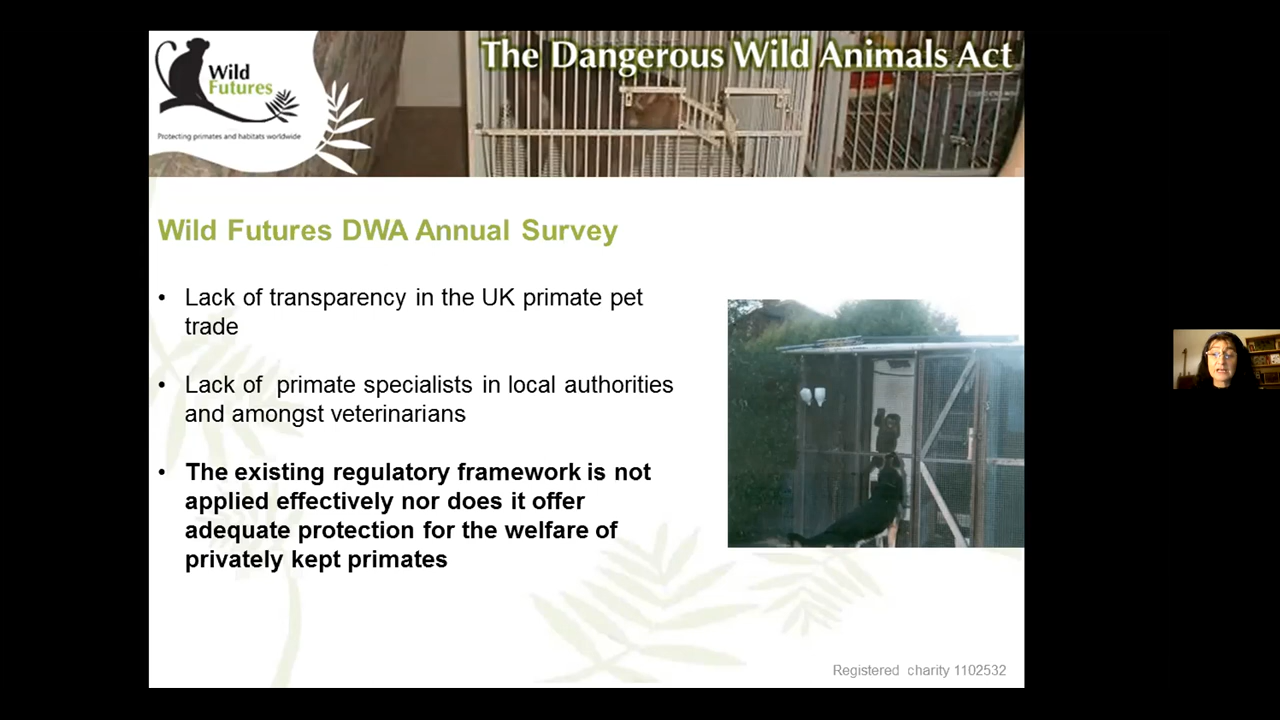 The Dangerous Wild Animals Act
Wild
Futures
Protecting primates and habitats worldwide
Wild Futures DWA Annual Survey
• Lack of transparency in the UK primate pet
trade
• Lack of primate specialists in local authorities
and amongst veterinarians
• The existing regulatory framework is not
applied effectively nor does it offer
adequate protection for the welfare of
privately kept primates
Registered charity 1102532